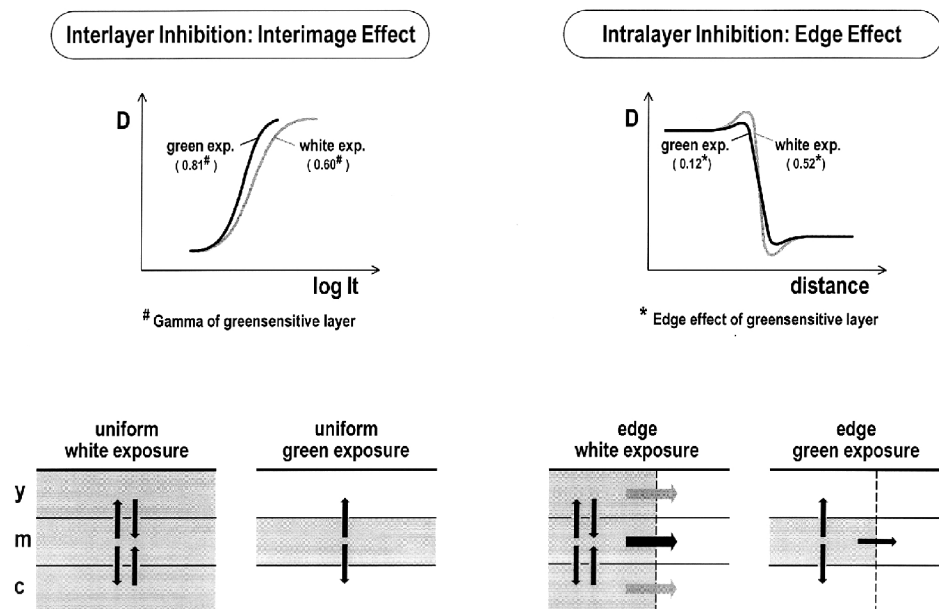 Interlayer Inhibition: Interimage Effect
D
green exp.
(0.81#)
white exp.
(0.60#)
log It
# Gamma of greensensitive layer
Intralayer Inhibition: Edge Effect
D
green exp.
(0.12*)
white exp.
(0.52*)
distance
* Edge effect of greensensitive layer
uniform
white exposure
uniform
green exposure
y
m
c
edge
white exposure
edge
green exposure